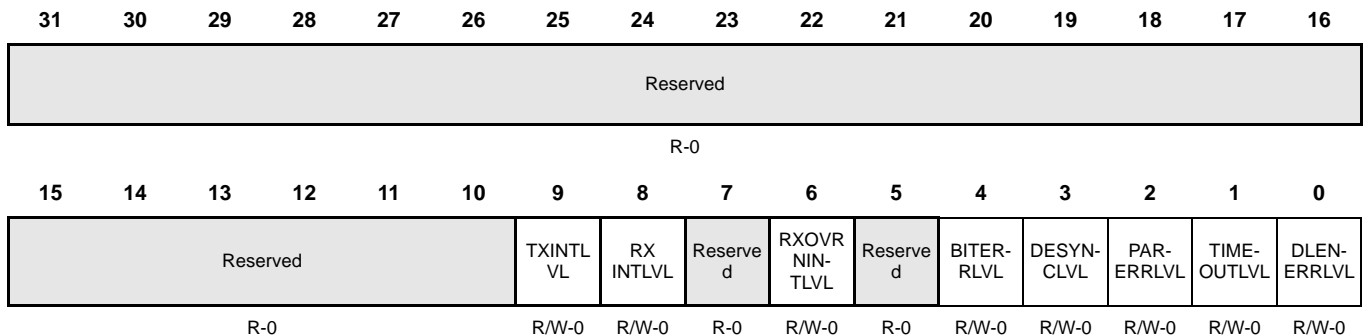 31 30 29 28 27 26 25 24 23 22 21 20 19 18 17 16
Reserved
R-0
15 14 13 12 11 10 9 8 7 6 5 4 3 2 1 0
Reserved
TXINTL
VL
RX
INTLVL
Reserve
d
RXOVR
NIN-
TLVL
Reserve
d
BITER-
RLVL
DESYN-
CLVL
PAR-
ERRLVL
TIME-
OUTLVL
DLEN-
ERRLVL
R-0 R/W-0 R/W-0 R-0 R/W-0 R-0 R/W-0 R/W-0 R/W-0 R/W-0 R/W-0